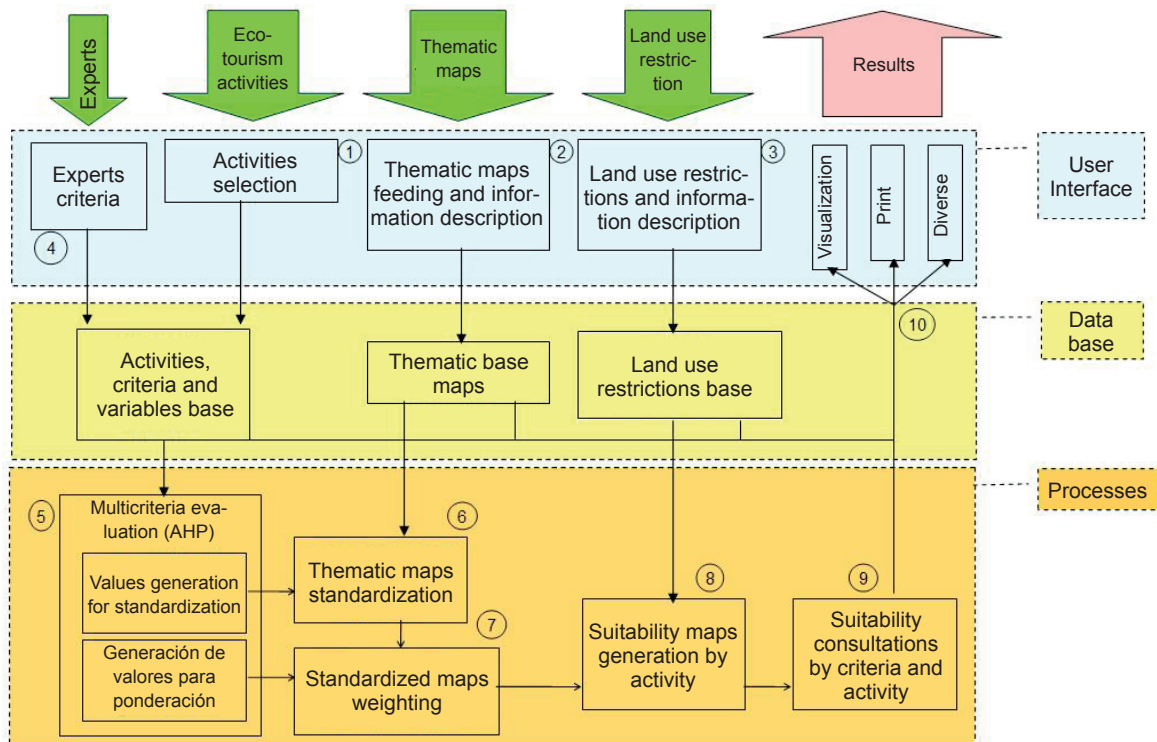 Experts
Eco-
tourism
activities
Thematic
maps
Land use
restric-
tion
Results
Experts
criteria
4
Activities
selection
1
Thematic maps
feeding and infor-
mation description
2
Land use restric-
tions and informa-
tion description
3
Visualization
Print
Diverse
User
Interface
Activities,
criteria and
variables base
Thematic base
maps
Land use
restrictions base
10
Data
base
5
Multicriteria eva-
luation (AHP)
Values generation
for standardization
Generación de
valores para
ponderación
6
Thematic maps
standardization
7
Standardized maps
weighting
8
Suitability maps
generation by
activity
9
Suitability
consultations
by criteria and
activity
Processes